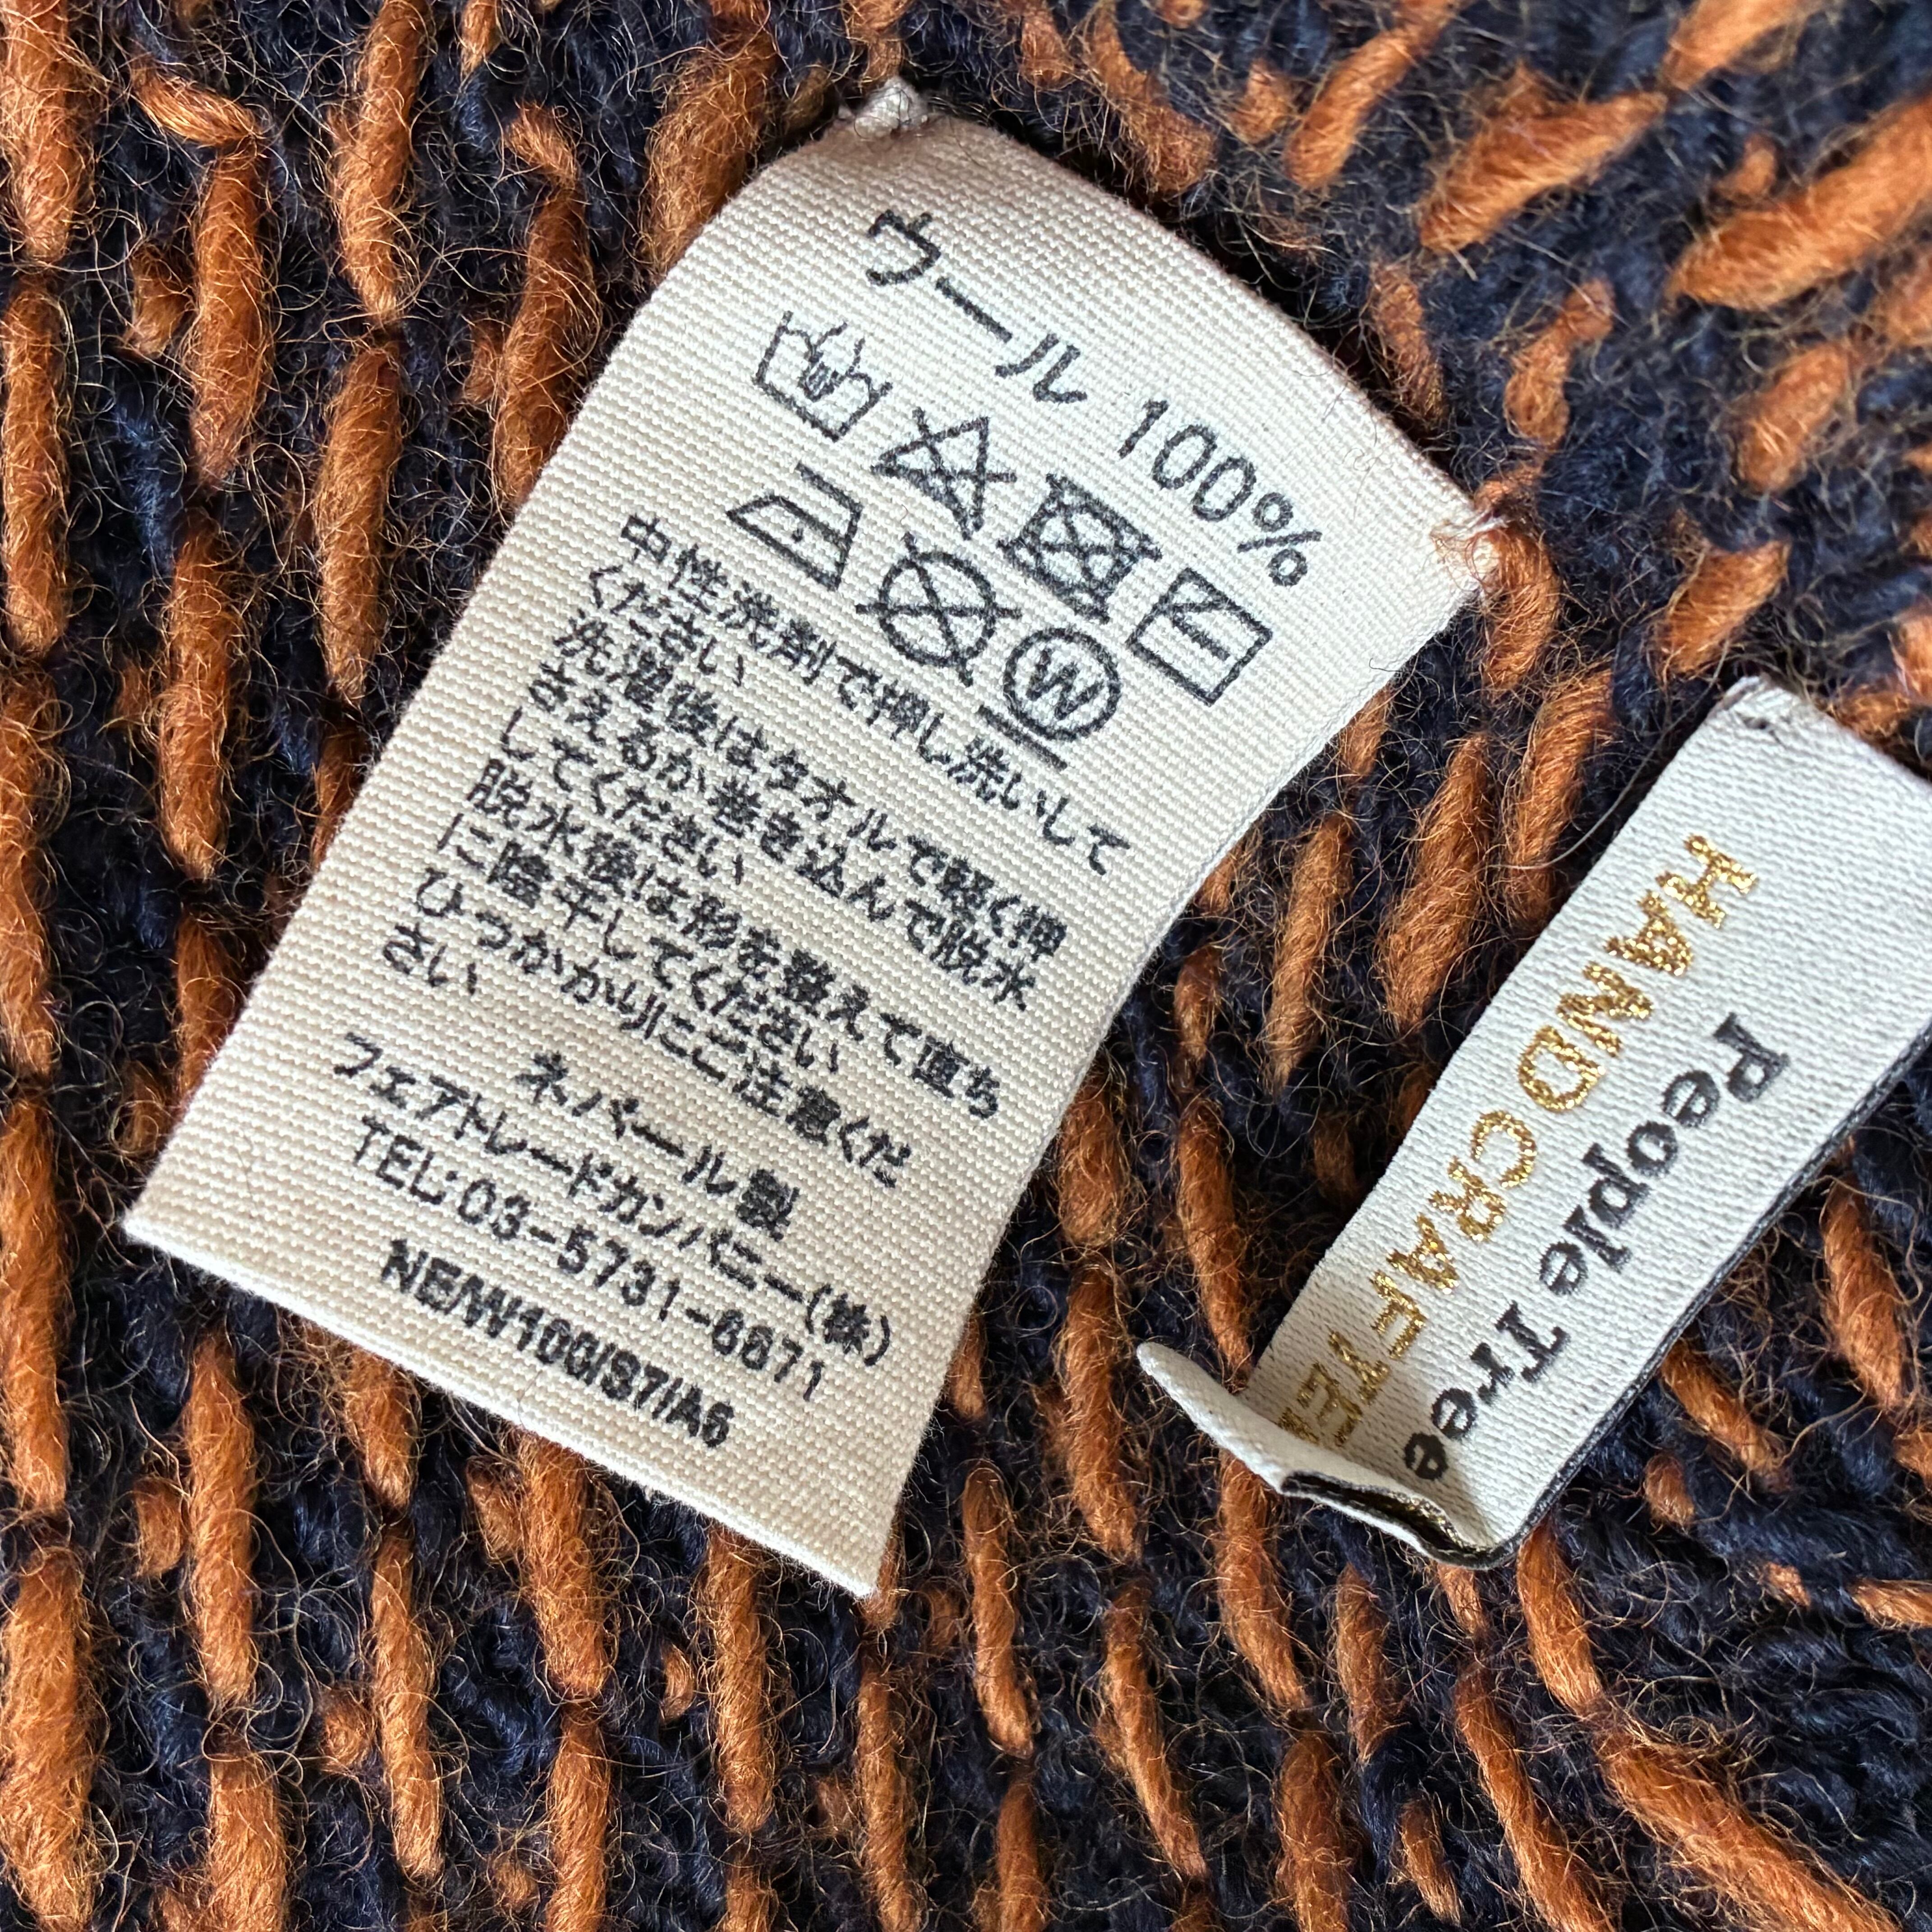 ウール 100%
W
中性洗剤で押し洗いして
ください
洗濯後はタオルで軽く押
さえるか巻き込んで脱水
してください
脱水後は形を整えて直ち
に陰干してください
ひっかかりにご注意くだ
さい
ネパール製
フェアトレードカンパニー(株)
TEL:03-5731-6671
People Tree
HANDCRAFTE